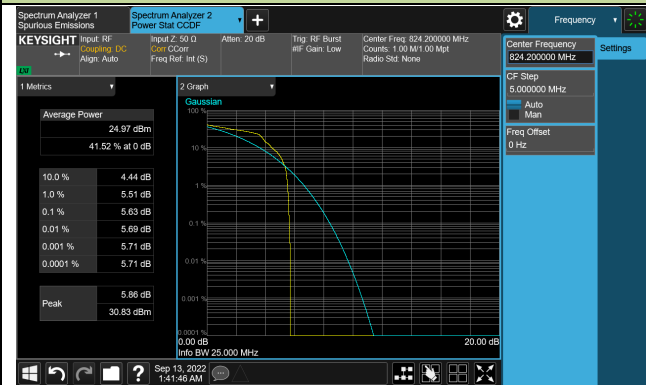 Spectrum Analyzer 1
Spurious Emissions
Spectrum Analyzer 2
Power Stat CCDF
Frequency
KEYSIGHT
Input: RF
Coupling: DC
Align: Auto
Input Z: 50 Ω
Corr CCorr
Freq Ref: Int (S)
Atten: 20 dB
Trig: RF Burst
#IF Gain: Low
Center Freq: 824.200000 MHz
Counts: 1.00 M/1.00 Mpt
Radio Std: None
LXI
Center Frequency
824.200000 MHz
Settings
CF Step
5.000000 MHz
Auto
Man
Freq Offset
0 Hz
1 Metrics
Average Power
24.97 dBm
41.52 % at 0 dB
10.0 % 4.44 dB
1.0 % 5.51 dB
0.1 % 5.63 dB
0.01 % 5.69 dB
0.001 % 5.71 dB
0.0001 % 5.71 dB
Peak
5.86 dB
30.83 dBm
2 Graph
Gaussian
100 %
10 %
1 %
0.1 %
0.01 %
0.001 %
0.0001 %
0.00 dB
20.00 dB
Info BW 25.000 MHz
Sep 13, 2022
1:41:46 AM